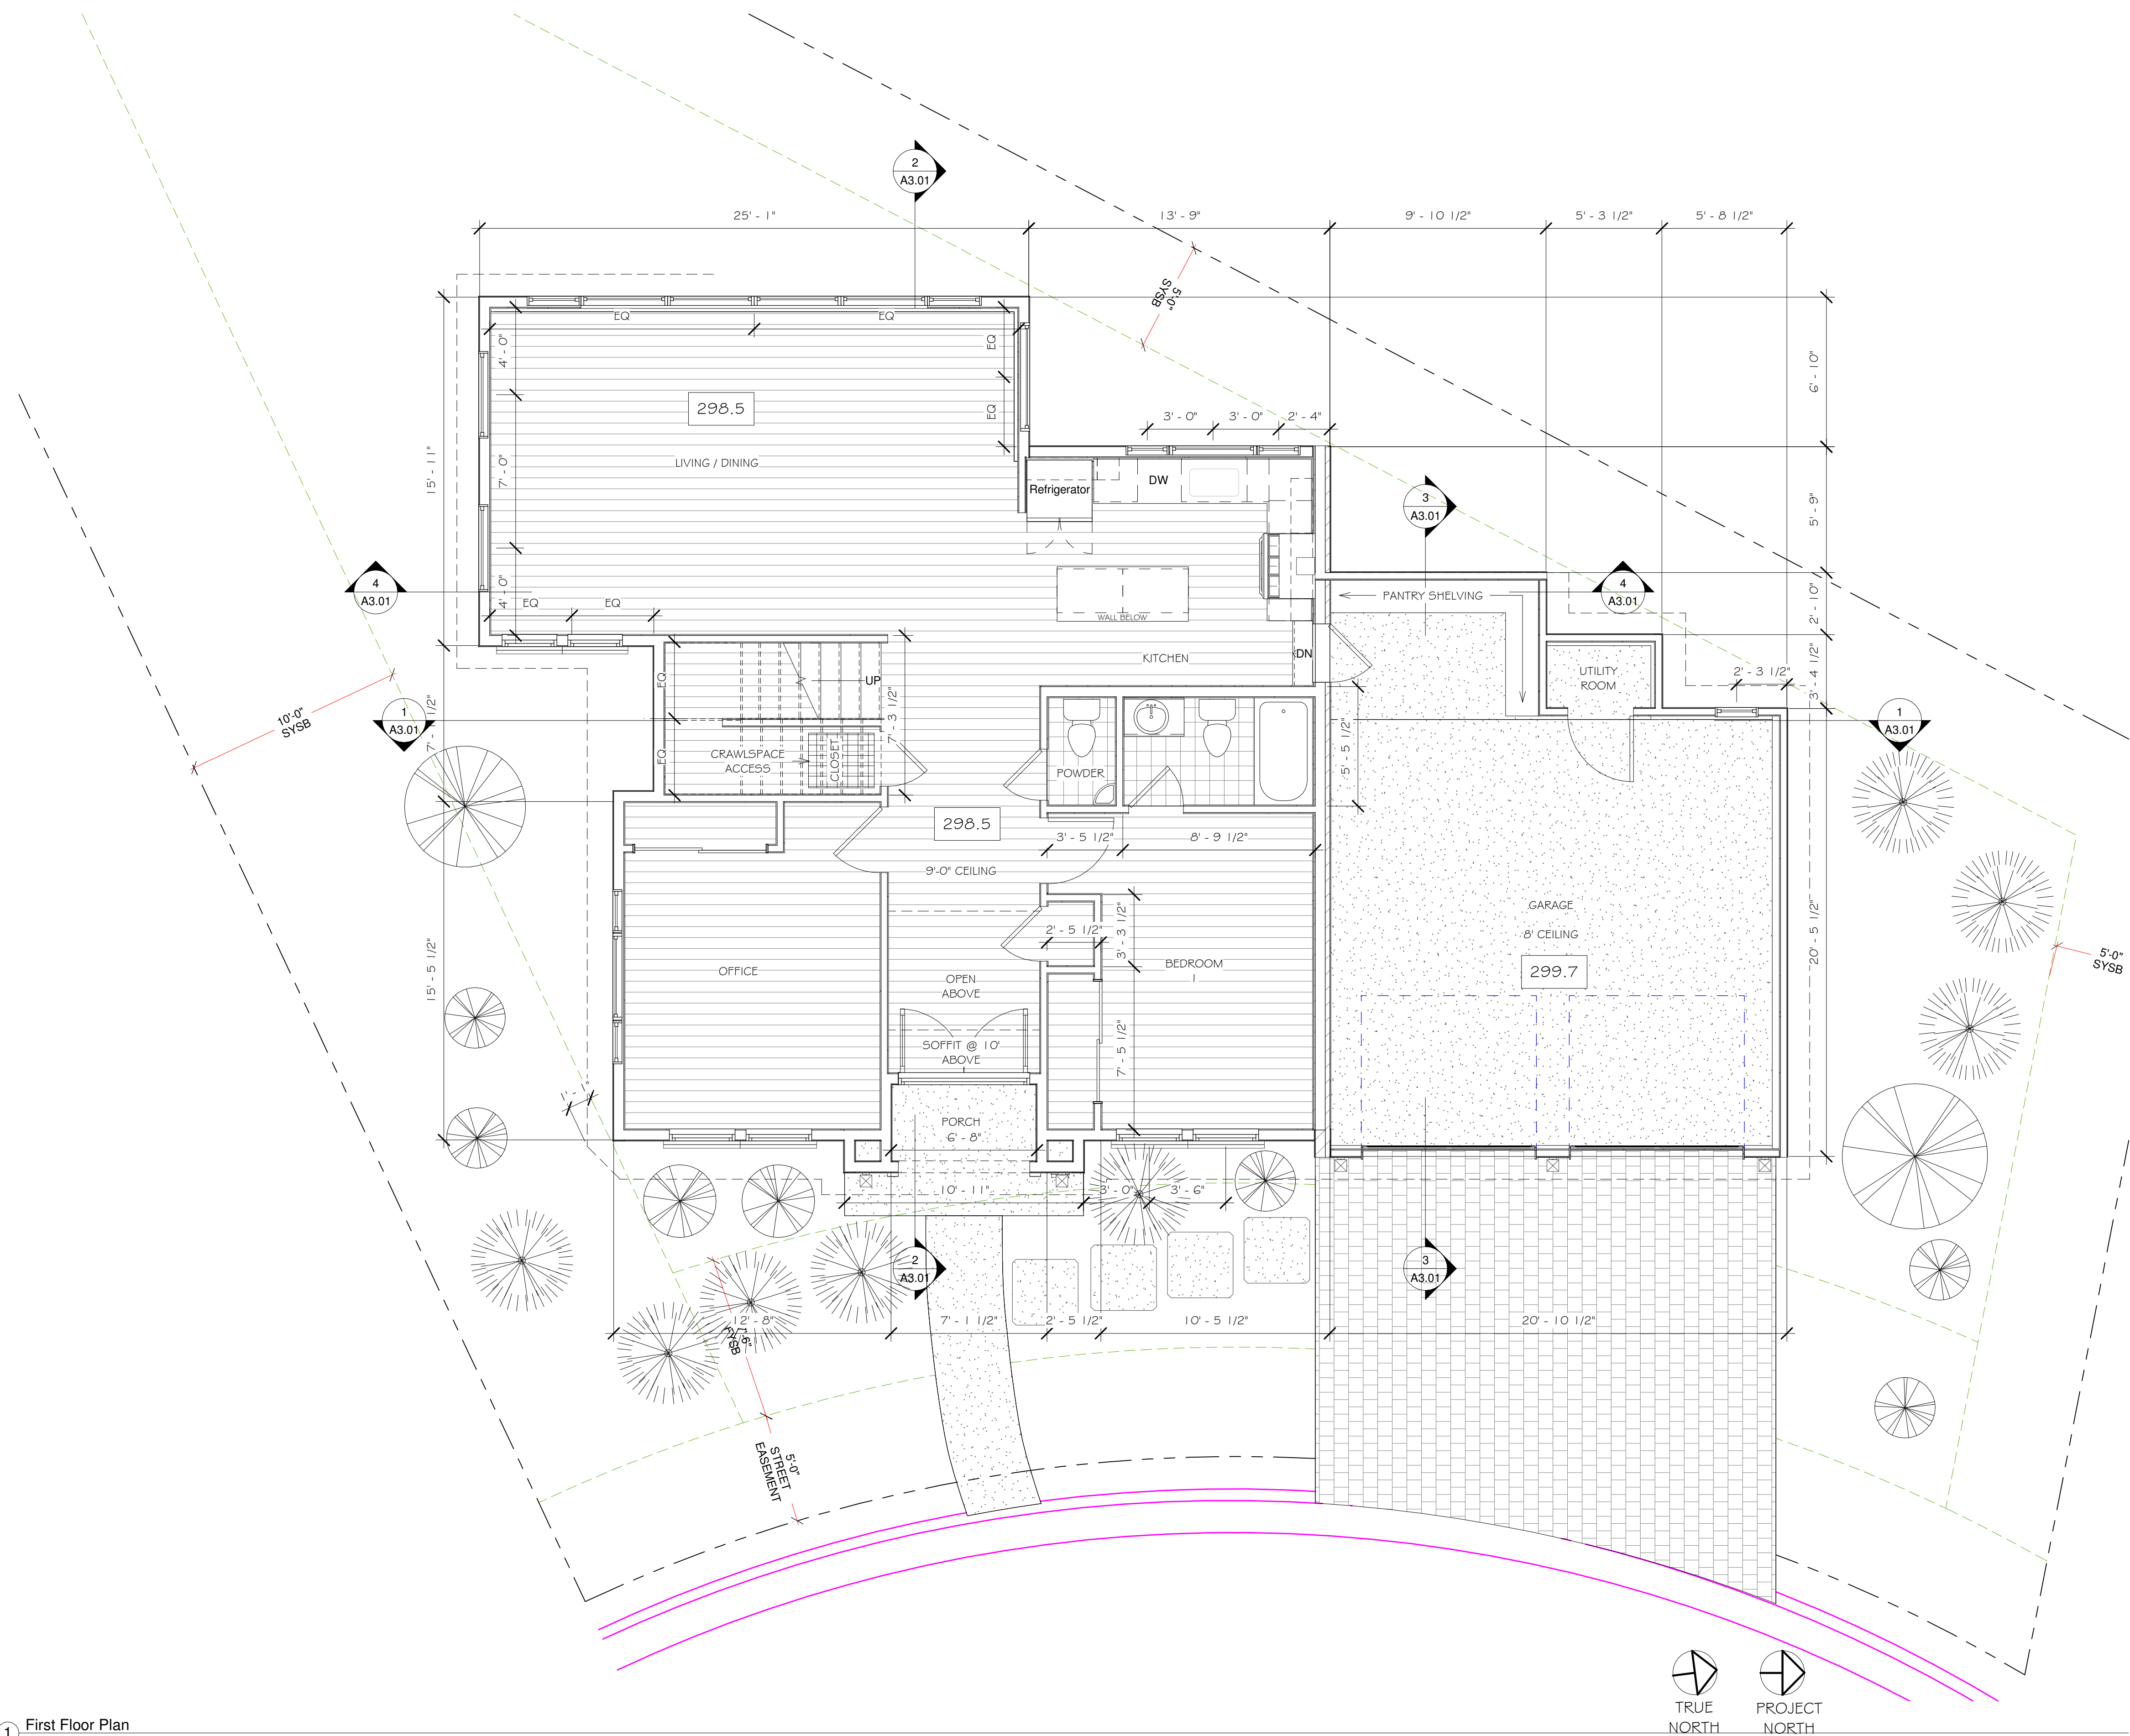 2
A3.01
25' - 1"
13' - 9"
9' - 10 1/2"
5' - 3 1/2"
5' - 8 1/2"
5'-0"
SYSB
EQ
EQ
4' - 0"
EQ
6' - 10"
298.5
EQ
3' - 0"
3' - 0"
2' - 4"
LIVING / DINING
15' - 11"
7' - 0"
Refrigerator
DW
3
A3.01
5' - 9"
4
A3.01
4' - 0"
EQ
EQ
WALL BELOW
PANTRY SHELVING
4
A3.01
2' - 10"
KITCHEN
DN
UP
EQ
UTILITY
ROOM
2' - 3 1/2"
3' - 4 1/2"
10'-0"
SYSB
1
A3.01
7' - 3 1/2"
1
A3.01
CRAWLSPACE
ACCESS
CLOSET
EQ
POWDER
5' - 5 1/2"
298.5
3' - 5 1/2"
8' - 9 1/2"
9'-0" CEILING
GARAGE
8' CEILING
299.7
20' - 5 1/2"
2' - 5 1/2"
3' - 3 1/2"
15' - 5 1/2"
OFFICE
OPEN
ABOVE
BEDROOM
1
5'-0"
SYSB
SOFFIT @ 10'
ABOVE
7' - 5 1/2"
PORCH
6' - 8"
10' - 11"
3' - 0"
3' - 6"
2
A3.01
3
A3.01
12' - 8"
7' - 1 1/2"
2' - 5 1/2"
10' - 5 1/2"
20' - 10 1/2"
SYSB
5'-0"
STREET
EASEMENT
TRUE
NORTH
PROJECT
NORTH
1
First Floor Plan